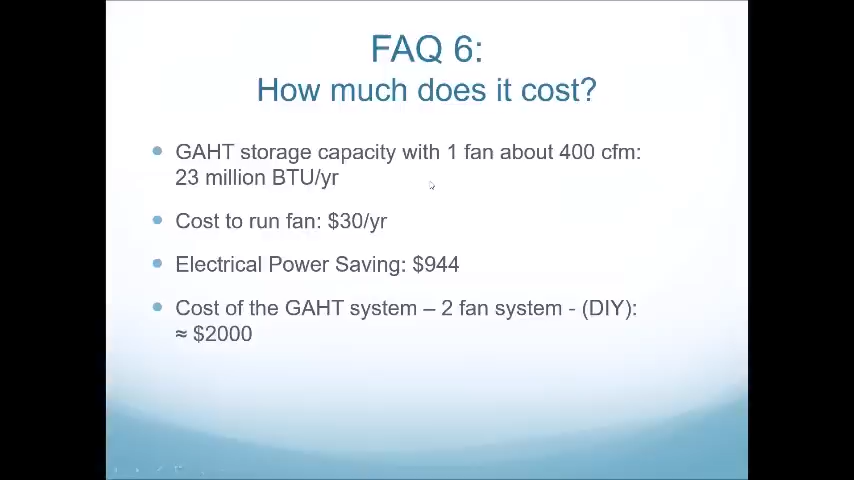 FAQ 6:
How much does it cost?
GAHT storage capacity with 1 fan about 400 cfm:
23 million BTU/yr
Cost to run fan: $30/yr
Electrical Power Saving: $944
Cost of the GAHT system – 2 fan system - (DIY):
≈ $2000